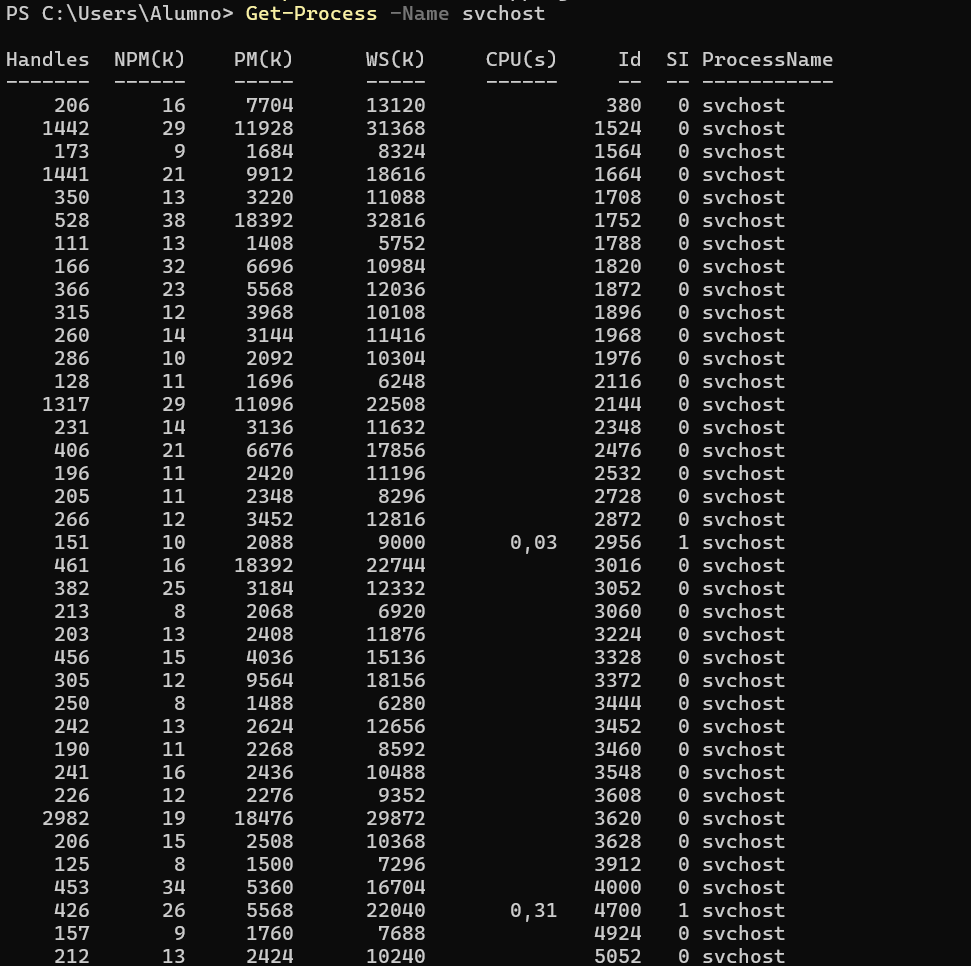 PS C:\Users\Alumno> Get-Process -Name svchost
Handles  NPM(K)    PM(K)      WS(K)     CPU(s)     Id  SI ProcessName
-------  ------    -----      -----     ------     --  -- -----------
    206      16     7704      13120               380   0 svchost
   1442      29    11928      31368              1524   0 svchost
    173       9     1684       8324              1564   0 svchost
   1441      21     9912      18616              1664   0 svchost
    350      13     3220      11088              1708   0 svchost
    528      38    18392      32816              1752   0 svchost
    111      13     1408       5752              1788   0 svchost
    166      32     6696      10984              1820   0 svchost
    366      23     5568      12036              1872   0 svchost
    315      12     3968      10108              1896   0 svchost
    260      14     3144      11416              1968   0 svchost
    286      10     2092      10304              1976   0 svchost
    128      11     1696       6248              2116   0 svchost
   1317      29    11096      22508              2144   0 svchost
    231      14     3136      11632              2348   0 svchost
    406      21     6676      17856              2476   0 svchost
    196      11     2420      11196              2532   0 svchost
    205      11     2348       8296              2728   0 svchost
    266      12     3452      12816              2872   0 svchost
    151      10     2088       9000       0,03   2956   1 svchost
    461      16    18392      22744              3016   0 svchost
    382      25     3184      12332              3052   0 svchost
    213       8     2068       6920              3060   0 svchost
    203      13     2408      11876              3224   0 svchost
    456      15     4036      15136              3328   0 svchost
    305      12     9564      18156              3372   0 svchost
    250       8     1488       6280              3444   0 svchost
    242      13     2624      12656              3452   0 svchost
    190      11     2268       8592              3460   0 svchost
    241      16     2436      10488              3548   0 svchost
    226      12     2276       9352              3608   0 svchost
   2982      19    18476      29872              3620   0 svchost
    206      15     2508      10368              3628   0 svchost
    125       8     1500       7296              3912   0 svchost
    453      34     5360      16704              4000   0 svchost
    426      26     5568      22040       0,31   4700   1 svchost
    157       9     1760       7688              4924   0 svchost
    212      13     2424      10240              5052   0 svchost